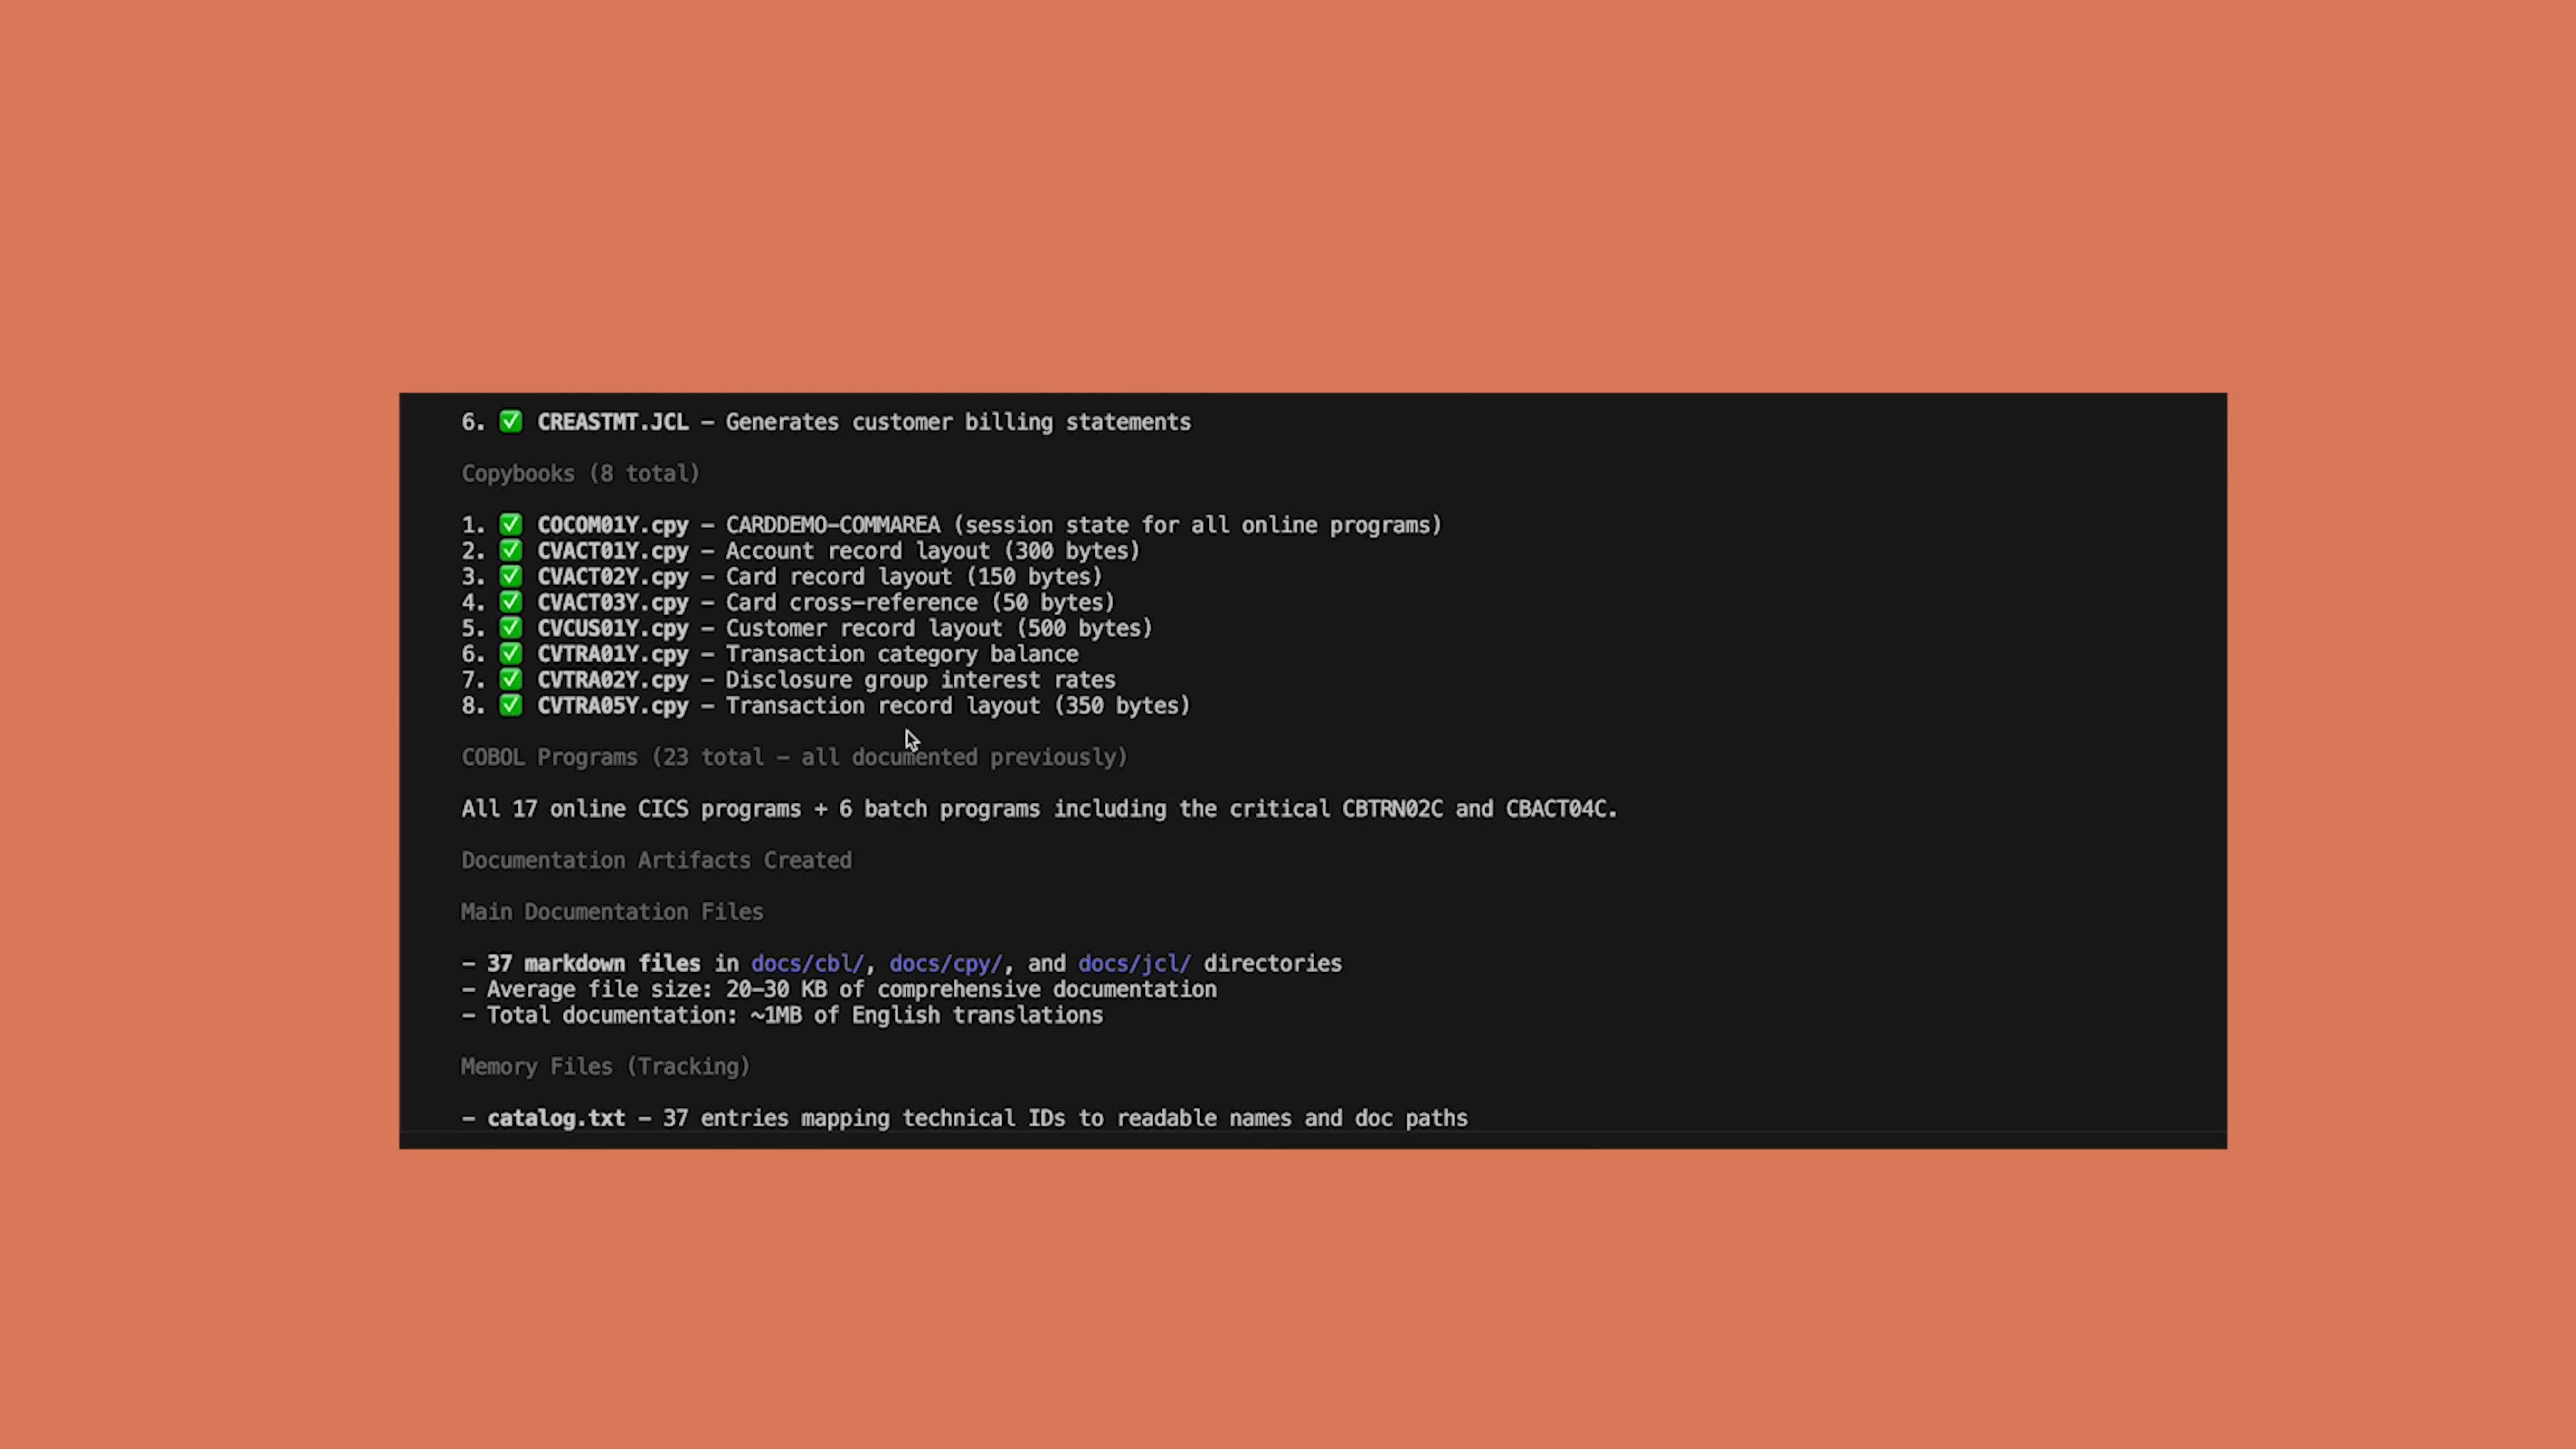 6. ✅ CREASTMT.JCL – Generates customer billing statements
Copybooks (8 total)
1. ✅ COCOM01Y.cpy – CARDDEMO-COMMAREA (session state for all online programs)
2. ✅ CVACT01Y.cpy – Account record layout (300 bytes)
3. ✅ CVACT02Y.cpy – Card record layout (150 bytes)
4. ✅ CVACT03Y.cpy – Card cross-reference (50 bytes)
5. ✅ CVCUS01Y.cpy – Customer record layout (500 bytes)
6. ✅ CVTRA01Y.cpy – Transaction category balance
7. ✅ CVTRA02Y.cpy – Disclosure group interest rates
8. ✅ CVTRA05Y.cpy – Transaction record layout (350 bytes)
COBOL Programs (23 total – all documented previously)
All 17 online CICS programs + 6 batch programs including the critical CBTRN02C and CBACT04C.
Documentation Artifacts Created
Main Documentation Files
– 37 markdown files in docs/cbl/, docs/cpy/, and docs/jcl/ directories
– Average file size: 20–30 KB of comprehensive documentation
– Total documentation: ~1MB of English translations
Memory Files (Tracking)
– catalog.txt – 37 entries mapping technical IDs to readable names and doc paths